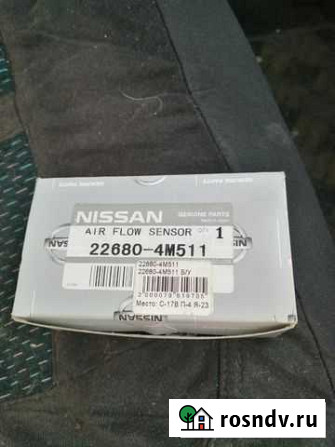 NISSAN
GENUINE PARTS
AIR FLOW SENSOR QTY 1
22680-4M511
22680-4M511
22680-4M511 Б/У
Место: С-17В П-4 Я-23
rosndv.ru